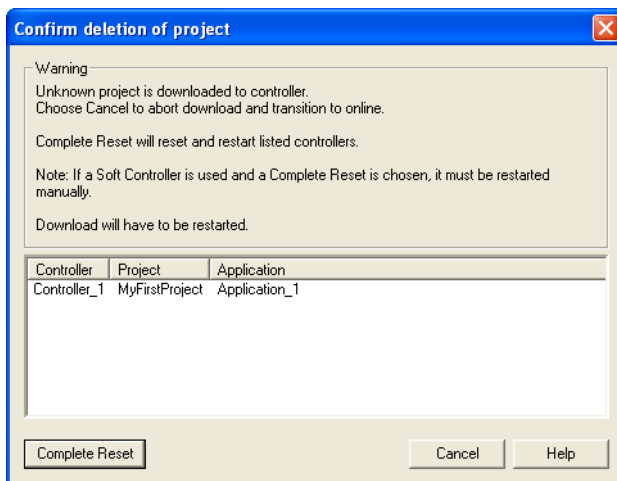 Confirm deletion of project
Warning
Unknown project is downloaded to controller.
Choose Cancel to abort download and transition to online.
Complete Reset will reset and restart listed controllers.
Note: If a Soft Controller is used and a Complete Reset is chosen, it must be restarted
manually.
Download will have to be restarted.
Controller Project Application
Controller_1 MyFirstProject Application_1
Complete Reset Cancel Help